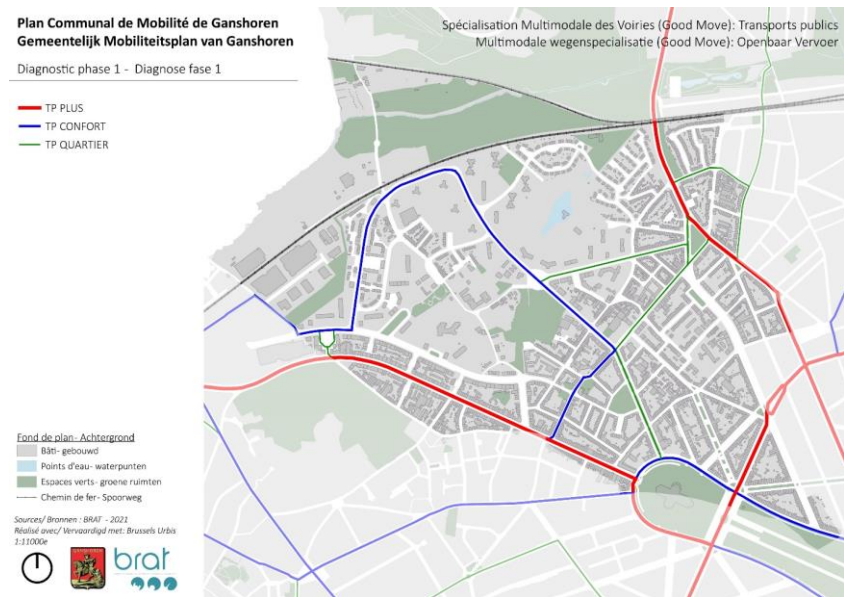 Plan Communal de Mobilité de Ganshoren
Gemeentelijk Mobiliteitsplan van Ganshoren
Diagnostic phase 1 - Diagnose fase 1
Spécialisation Multimodale des Voiries (Good Move): Transports publics
Multimodale wegenspecialisatie (Good Move): Openbaar Vervoer
TP PLUS
TP CONFORT
TP QUARTIER
Fond de plan- Achtergrond
Bâti- gebouwd
Points d'eau- waterpunten
Espaces verts- groene ruimten
Chemin de fer- Spoorweg
Sources/ Bronnen : BRAT - 2021
Réalisé avec/ Vervaardigd met: Brussels Urbis
1:11000e
GANSHOREN
brat